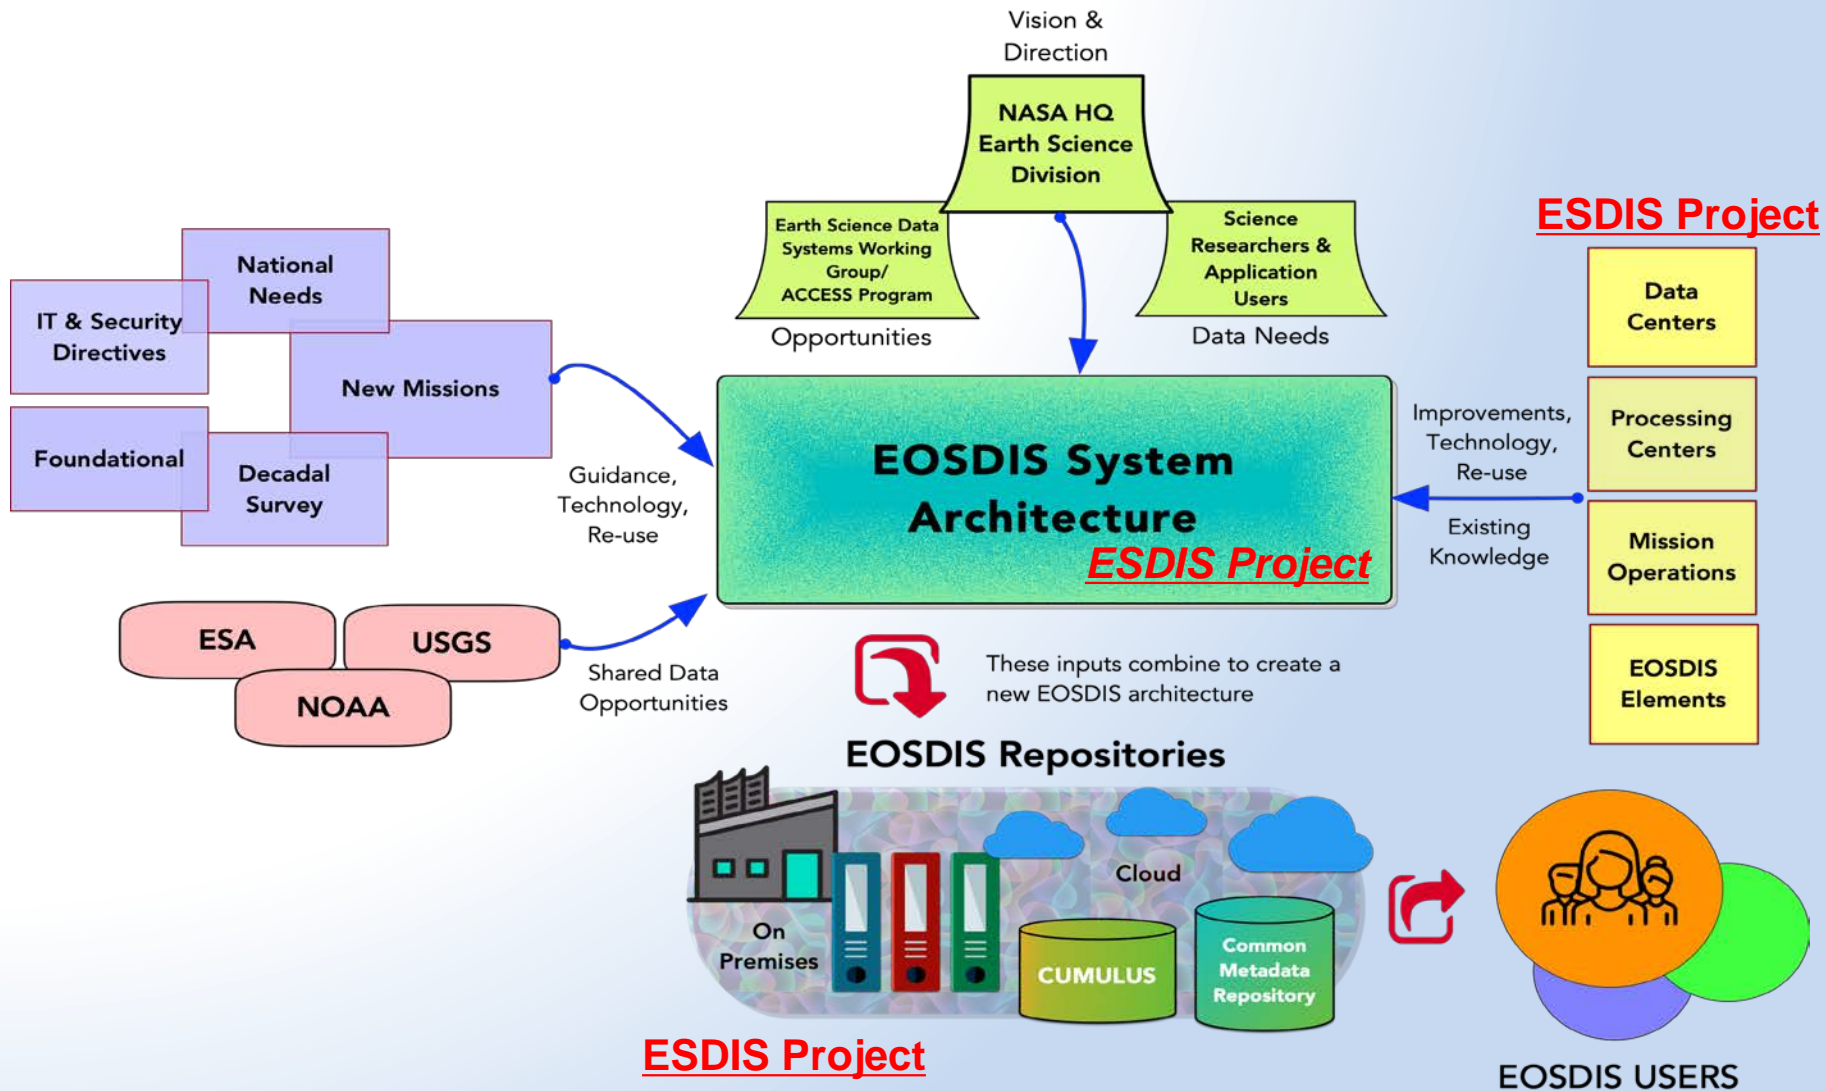 Vision &
Direction
NASA HQ
Earth Science
Division
Earth Science Data
Systems Working
Group/
ACCESS Program
Opportunities
Science
Researchers &
Application
Users
Data Needs
National
Needs
IT & Security
Directives
New Missions
Foundational
Decadal
Survey
Guidance,
Technology,
Re-use
ESA
USGS
NOAA
Shared Data
Opportunities
EOSDIS System
Architecture
ESDIS Project
ESDIS Project
Data
Centers
Processing
Centers
Mission
Operations
EOSDIS
Elements
Improvements,
Technology,
Re-use
Existing
Knowledge
These inputs combine to create a
new EOSDIS architecture
EOSDIS Repositories
On
Premises
Cloud
CUMULUS
Common
Metadata
Repository
ESDIS Project
EOSDIS USERS